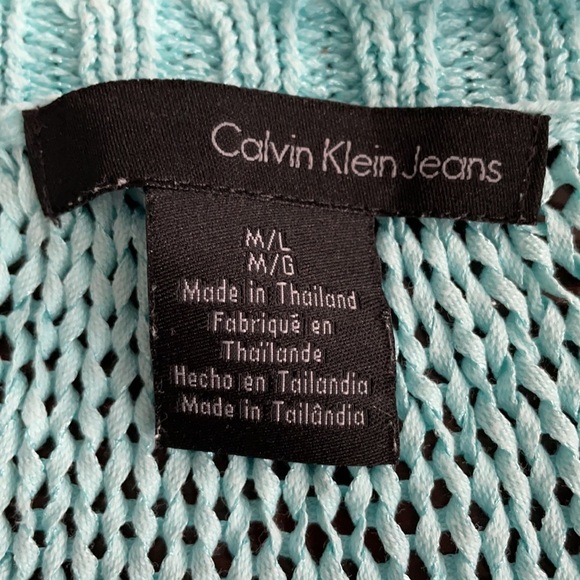 Calvin Klein Jeans
M/L
M/G
Made in Thailand
Fabriqué en
Thaïlande
Hecho en Tailandia
Made in Tailândia